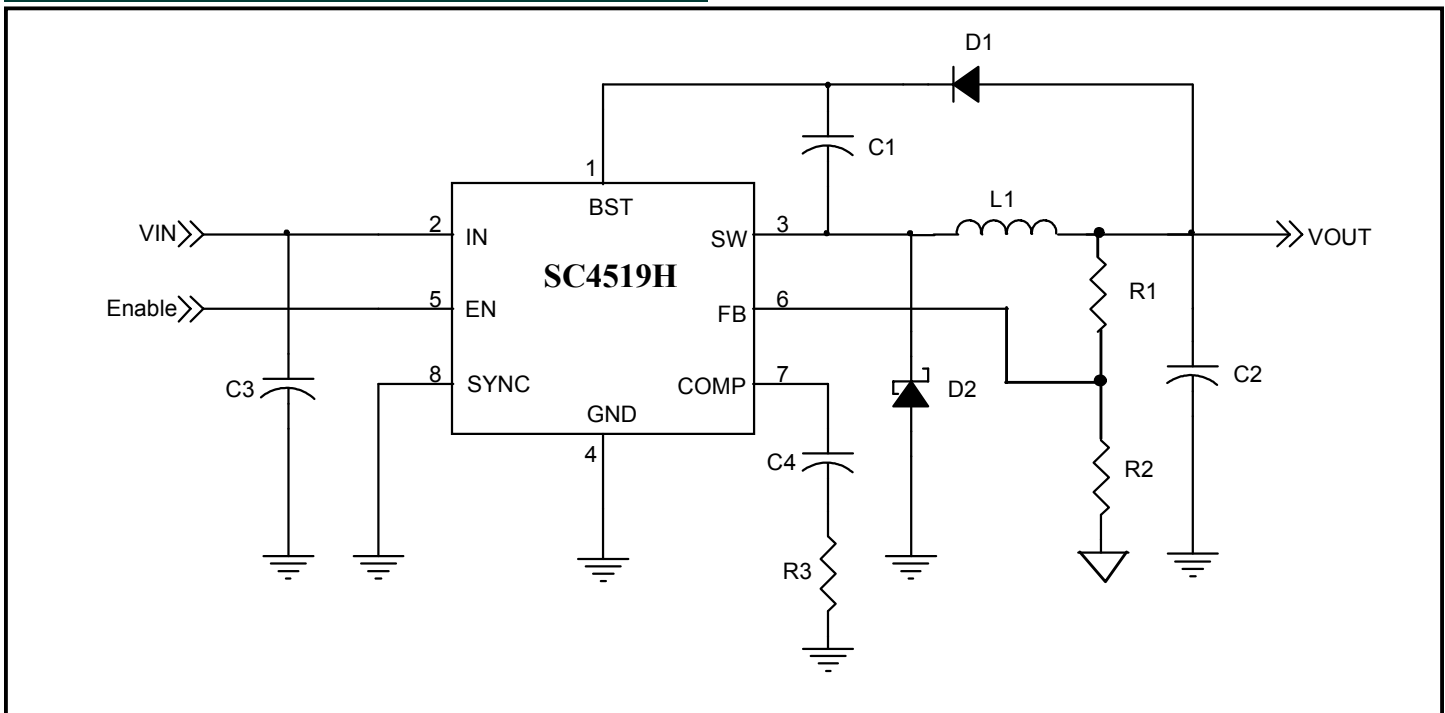 D1
C1
1
BST
L1
VIN
2
IN
SW
3
VOUT
SC4519H
R1
Enable
5
EN
FB
6
C3
8
SYNC
COMP
7
D2
C2
GND
4
C4
R2
R3